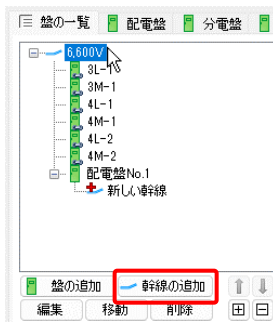 盤の一覧 配電盤 分電盤
6,600V
3L-1
3M-1
4L-1
4M-1
4L-2
4M-2
配電盤No.1
新しい幹線
盤の追加 幹線の追加
編集 移動 削除